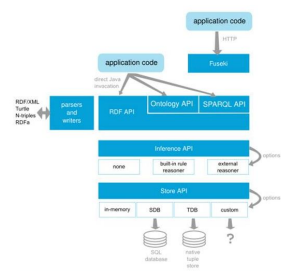 application code
HTTP
application code
Fuseki
direct Java
invocation
RDF/XML
Turtle
N-triples
RDFa
parsers
and
writers
RDF API
Ontology API
SPARQL API
Inference API
options
none
built-in rule
reasoner
external
reasoner
Store API
options
in-memory
SDB
TDB
custom
SQL
database
native
tuple
store
?